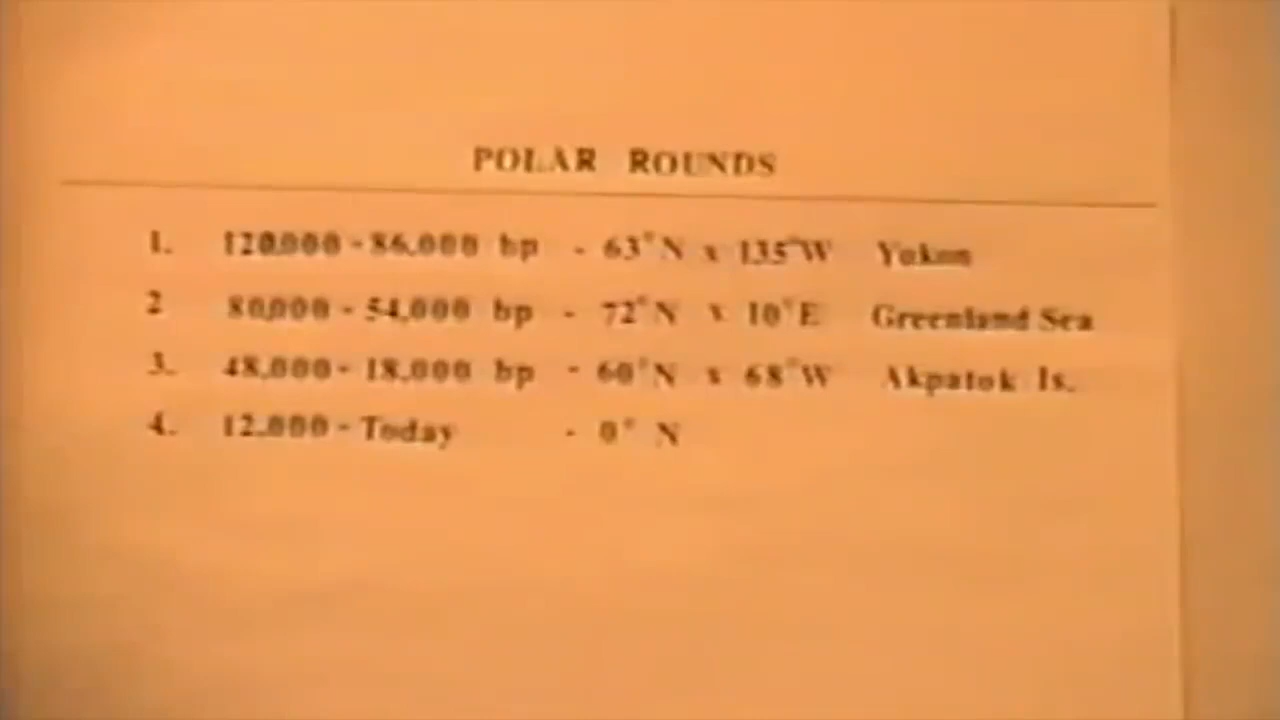 POLAR ROUNDS
1. 120,000 - 86,000 bp - 63°N x 135°W Yukon
2 80,000 - 54,000 bp - 72°N x 10°E Greenland Sea
3. 48,000 - 18,000 bp - 60°N x 68°W Akpatok Is.
4. 12,000 - Today - 0° N